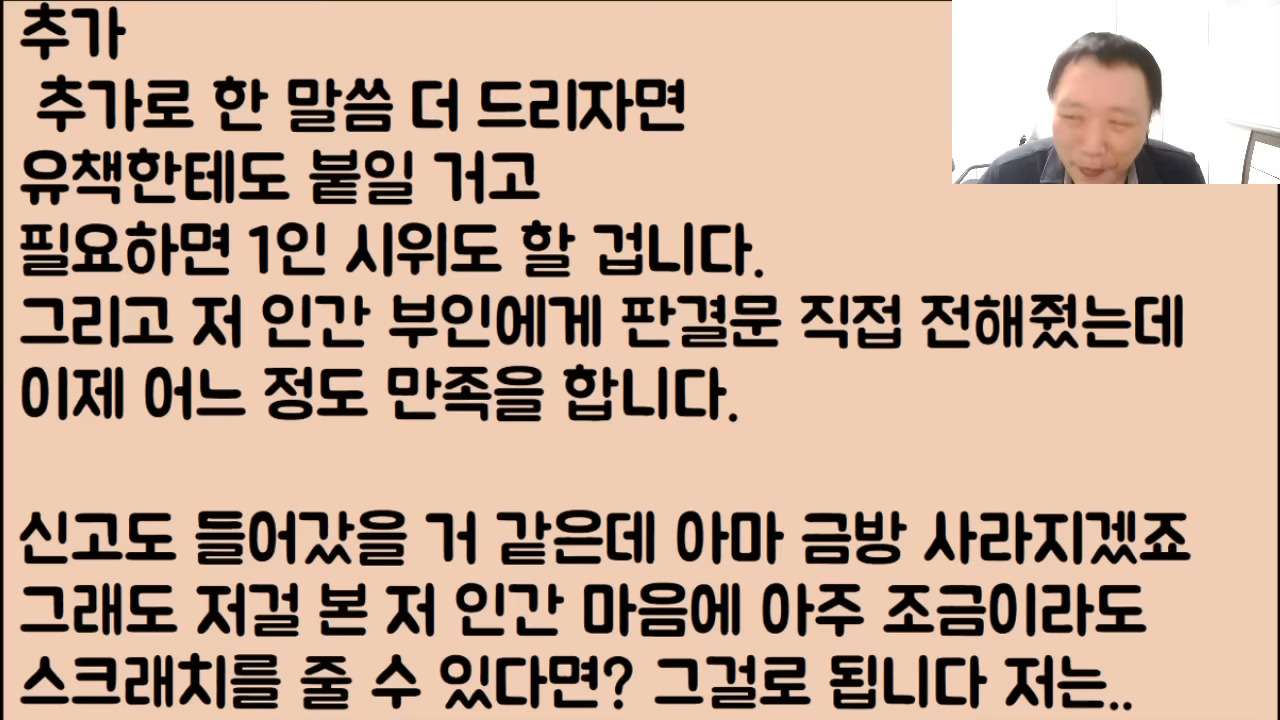 추가
추가로 한 말씀 더 드리자면
유책한테도 붙일 거고
필요하면 1인 시위도 할 겁니다.
그리고 저 인간 부인에게 판결문 직접 전해줬는데
이제 어느 정도 만족을 합니다.
신고도 들어갔을 거 같은데 아마 금방 사라지겠죠
그래도 저걸 본 저 인간 마음에 아주 조금이라도
스크래치를 줄 수 있다면? 그걸로 됩니다 저는..